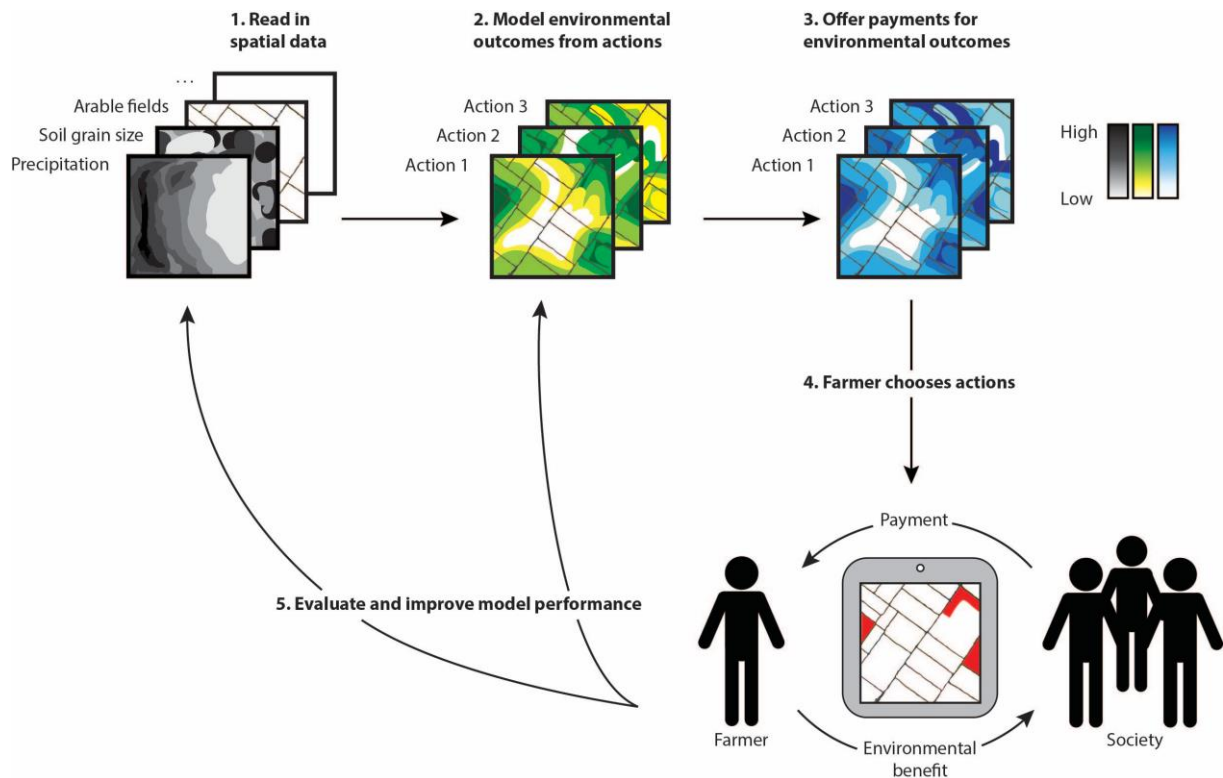 1. Read in
spatial data
2. Model environmental
outcomes from actions
3. Offer payments for
environmental outcomes
...
Arable fields
Soil grain size
Precipitation
Action 3
Action 2
Action 1
Action 3
Action 2
Action 1
High
Low
4. Farmer chooses actions
Payment
5. Evaluate and improve model performance
Farmer
Environmental
benefit
Society